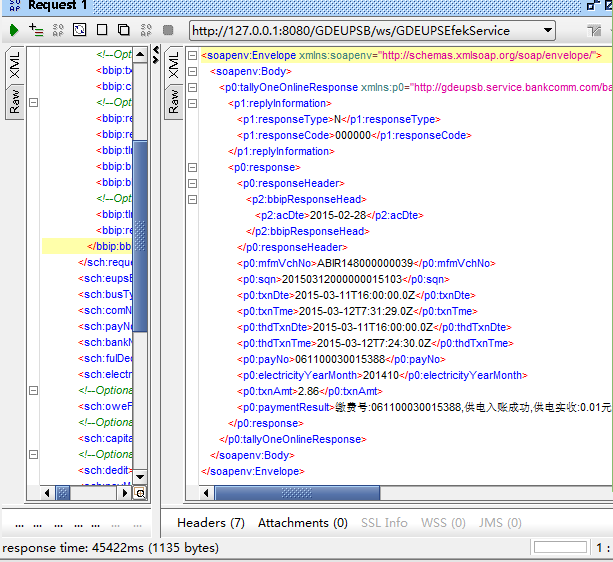 Request 1
http://127.0.0.1:8080/GDEUPSB/ws/GDEUPSEfekService
XML
Raw
<!--Opti
<bbip:tx
<bbip:c
<!--Opti
<bbip:re
<bbip:re
<bbip:tl
<bbip:b
<bbip:b
<!--Opti
<bbip:tl
<bbip:re
</bbip:bb
</sch:reque
<sch:eupsB
<sch:busTy
<sch:comN
<sch:payNo
<sch:bankN
<sch:fulDec
<sch:electr
<!--Optiona
<sch:oweF
<!--Optiona
<sch:capita
<!--Optiona
<sch:dedit>
XML
Raw
<soapenv:Envelope xmlns:soapenv="http://schemas.xmlsoap.org/soap/envelope/">
<soapenv:Body>
<p0:tallyOneOnlineResponse xmlns:p0="http://gdeupsb.service.bankcomm.com/ba
<p1:replyInformation>
<p1:responseType>N</p1:responseType>
<p1:responseCode>000000</p1:responseCode>
</p1:replyInformation>
<p0:response>
<p0:responseHeader>
<p2:bbipResponseHead>
<p2:acDte>2015-02-28</p2:acDte>
</p2:bbipResponseHead>
</p0:responseHeader>
<p0:mfmVchNo>ABIR148000000039</p0:mfmVchNo>
<p0:sqn>20150312000000015103</p0:sqn>
<p0:txnDte>2015-03-11T16:00:00.0Z</p0:txnDte>
<p0:txnTme>2015-03-12T7:31:29.0Z</p0:txnTme>
<p0:thdTxnDte>2015-03-11T16:00:00.0Z</p0:thdTxnDte>
<p0:thdTxnTme>2015-03-12T7:24:30.0Z</p0:thdTxnTme>
<p0:payNo>061100030015388</p0:payNo>
<p0:electricityYearMonth>201410</p0:electricityYearMonth>
<p0:txnAmt>2.86</p0:txnAmt>
<p0:paymentResult>缴费号:061100030015388,供电入账成功,供电实收:0.01元
</p0:response>
</p0:tallyOneOnlineResponse>
</soapenv:Body>
</soapenv:Envelope>
... ... ... ... ... ...
Headers (7) Attachments (0) SSL Info WSS (0) JMS (0)
response time: 45422ms (1135 bytes)
1 :